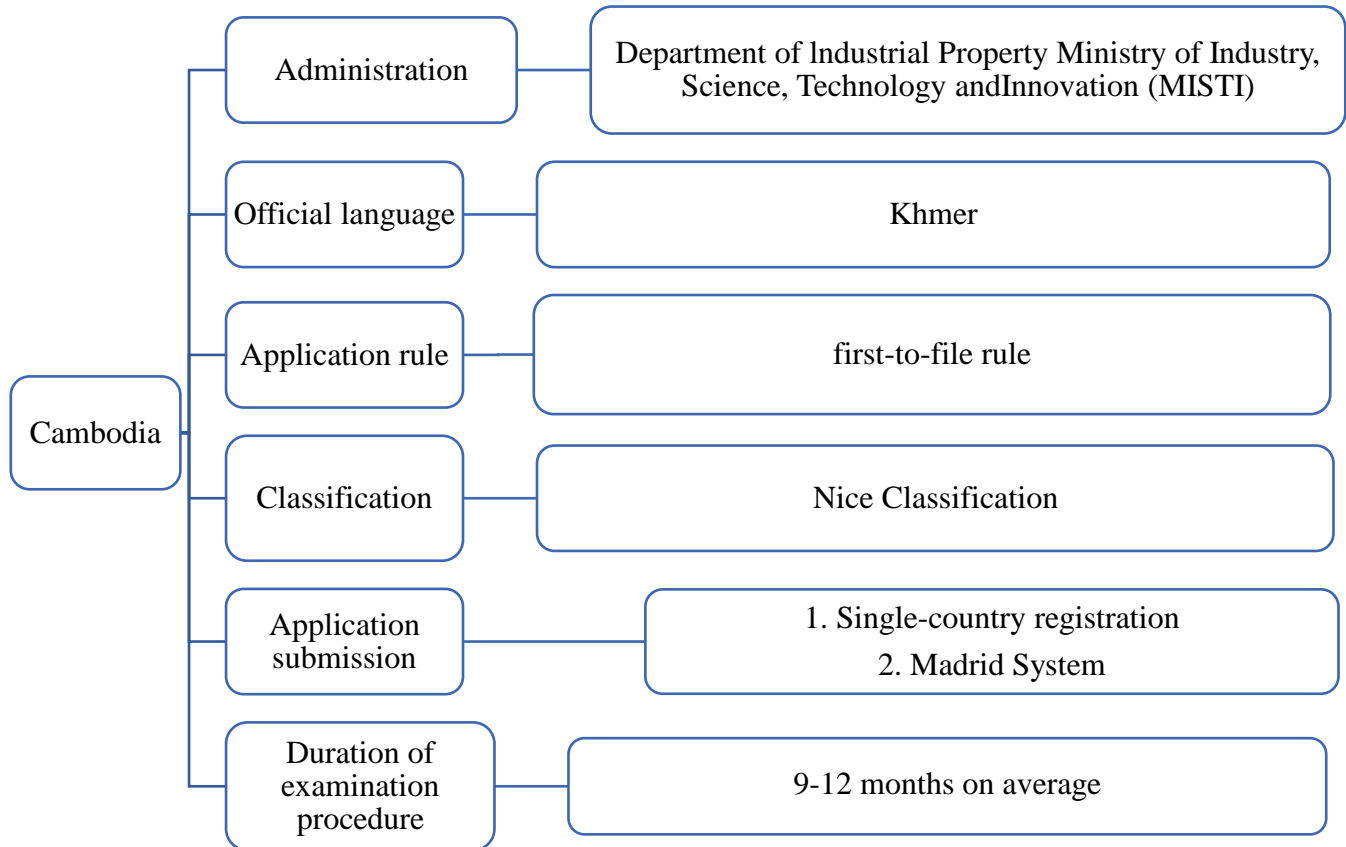 Administration
Department of lndustrial Property Ministry of Industry,
Science, Technology andInnovation (MISTI)
Official language
Khmer
Application rule
first-to-file rule
Cambodia
Classification
Nice Classification
Application
submission
1. Single-country registration
2. Madrid System
Duration of
examination
procedure
9-12 months on average